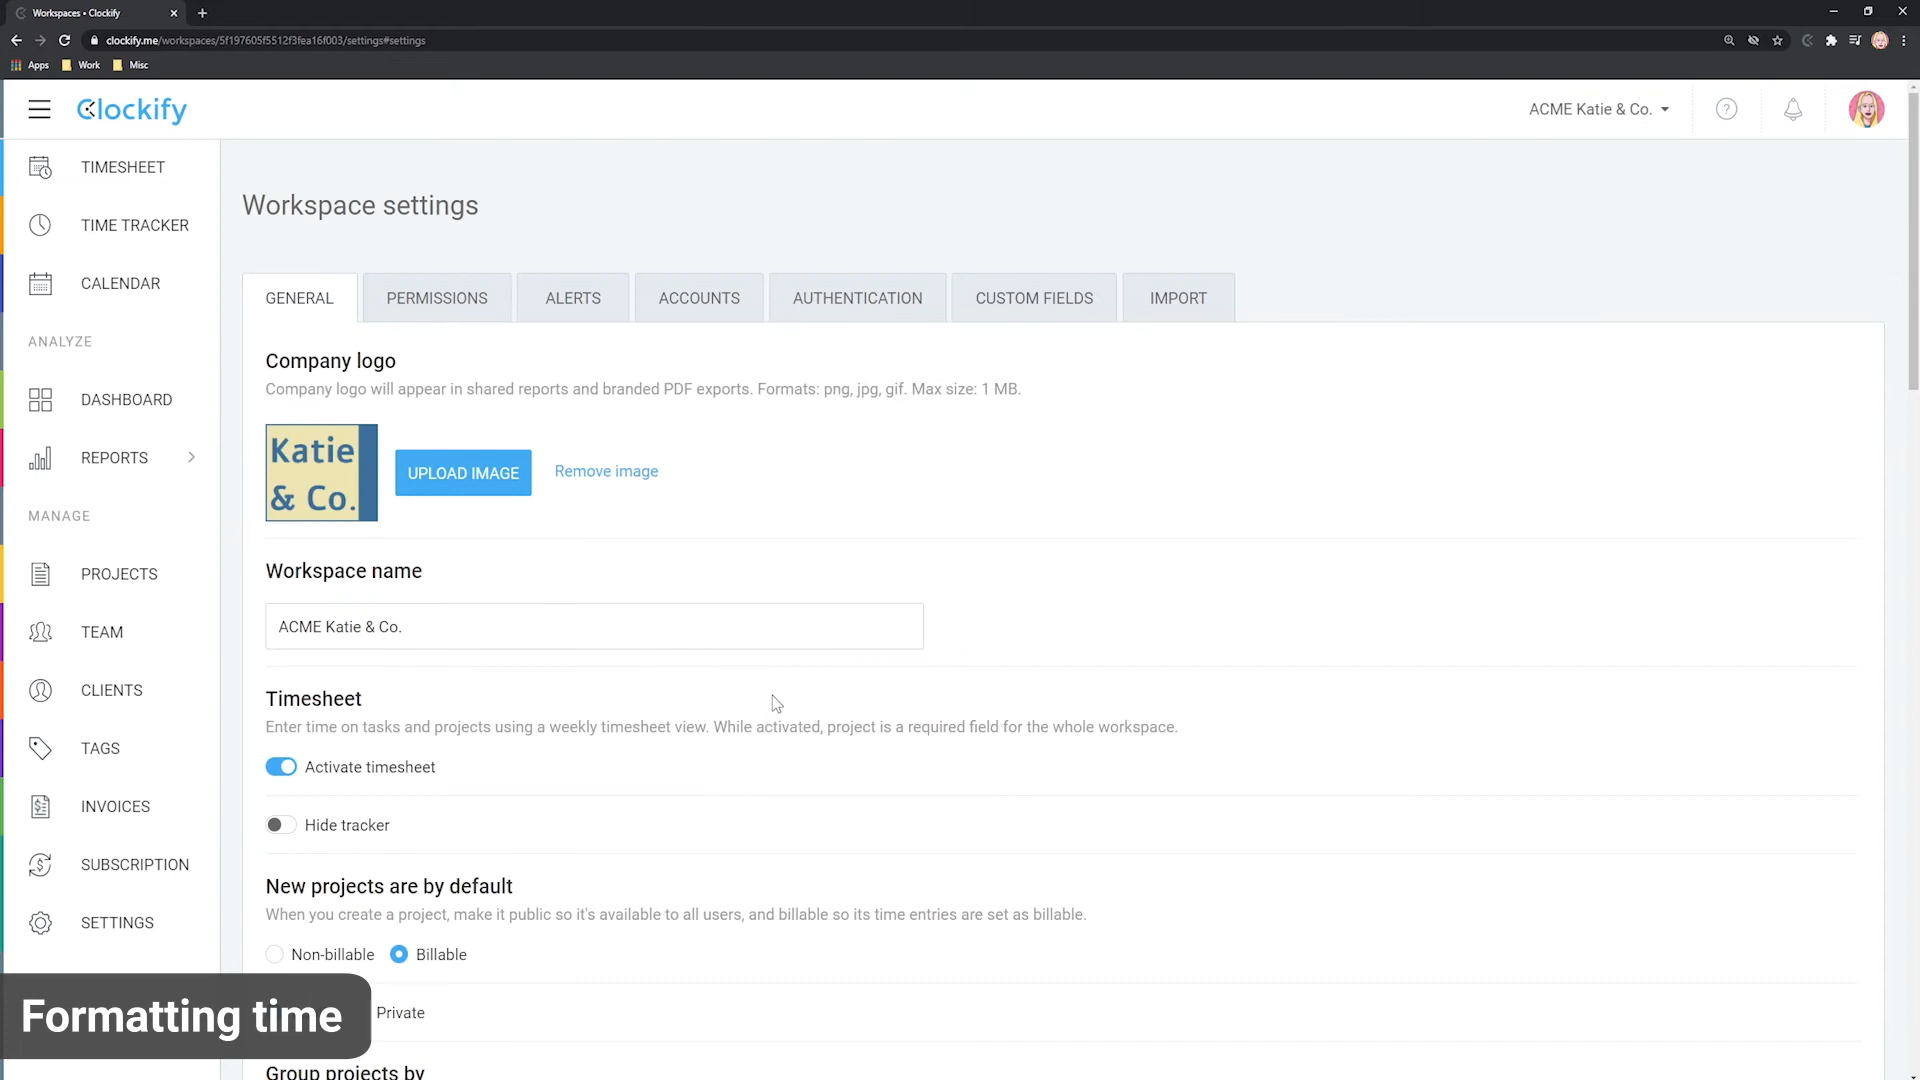 Workspaces • Clockify
clockify.me/workspaces/5f197605f5512f3fea16f003/settings#settings
Apps Work Misc
Clockify
ACME Katie & Co.
TIMESHEET
TIME TRACKER
CALENDAR
ANALYZE
DASHBOARD
REPORTS
MANAGE
PROJECTS
TEAM
CLIENTS
TAGS
INVOICES
SUBSCRIPTION
SETTINGS
Workspace settings
GENERAL PERMISSIONS ALERTS ACCOUNTS AUTHENTICATION CUSTOM FIELDS IMPORT
Company logo
Company logo will appear in shared reports and branded PDF exports. Formats: png, jpg, gif. Max size: 1 MB.
Katie
& Co.
UPLOAD IMAGE Remove image
Workspace name
ACME Katie & Co.
Timesheet
Enter time on tasks and projects using a weekly timesheet view. While activated, project is a required field for the whole workspace.
Activate timesheet
Hide tracker
New projects are by default
When you create a project, make it public so it's available to all users, and billable so its time entries are set as billable.
Non-billable Billable
Private
Group projects by
Formatting time